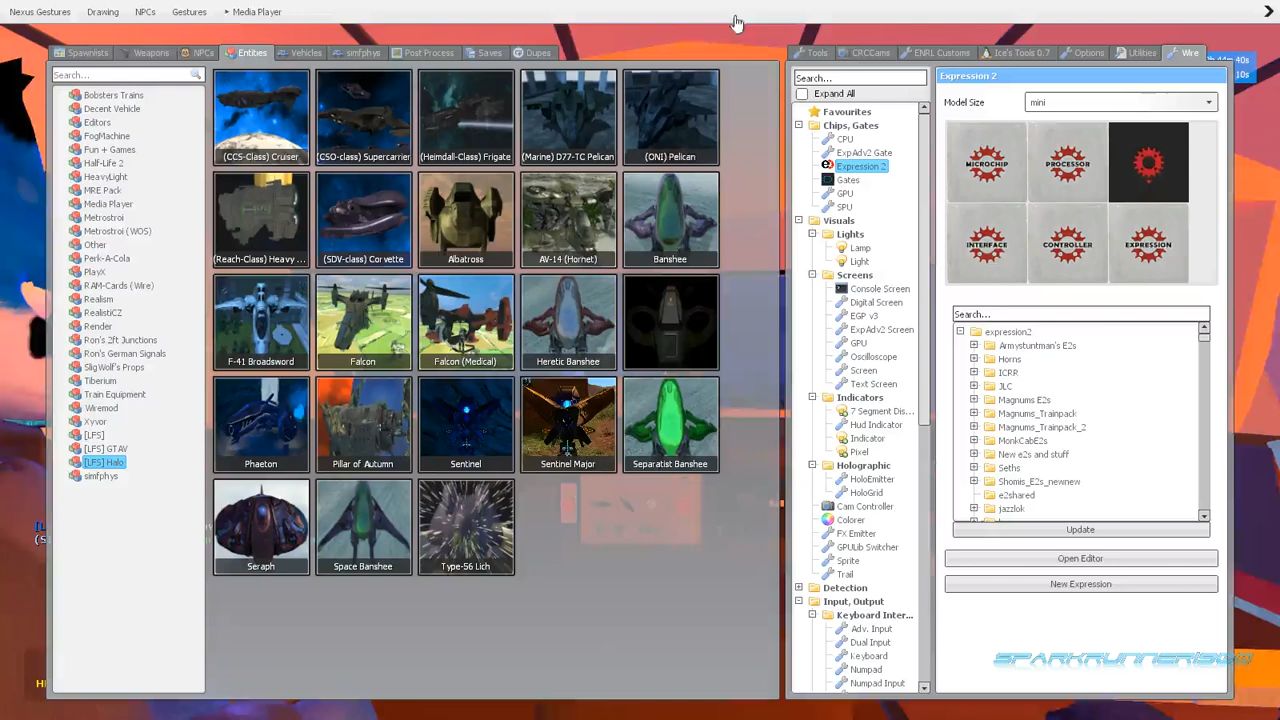 Nexus Gestures Drawing NPCs Gestures Media Player
Spawnlists Weapons NPCs Entities Vehicles simfphys Post Process Saves Dupes
Search...
Bobsters Trains
Decent Vehicle
Editors
FogMachine
Fun + Games
Half-Life 2
HeavyLight
MRE Pack
Media Player
Metrostroi
Metrostroi (WOS)
Other
Perk-A-Cola
PlayX
RAM-Cards (Wire)
Realism
RealistiCZ
Render
Ron's 2ft Junctions
Ron's German Signals
SligWolf's Props
Tiberium
Train Equipment
Wiremod
Xyvor
[LFS]
[LFS] GTAV
[LFS] Halo
simfphys
(CCS-Class) Cruiser
(CSO-class) Supercarrier
(Heimdall-Class) Frigate
(Marine) D77-TC Pelican
(ONI) Pelican
(Reach-Class) Heavy ...
(SDV-class) Corvette
Albatross
AV-14 (Hornet)
Banshee
F-41 Broadsword
Falcon
Falcon (Medical)
Heretic Banshee
Phaeton
Pillar of Autumn
Sentinel
Sentinel Major
Separatist Banshee
Seraph
Space Banshee
Type-56 Lich
Tools CRCCams ENRL Customs Ice's Tools 0.7 Options Utilities Wire
Search...
Expand All
Favourites
Chips, Gates
CPU
ExpAdv2 Gate
Expression 2
Gates
GPU
SPU
Visuals
Lights
Lamp
Light
Screens
Console Screen
Digital Screen
EGP v3
ExpAdv2 Screen
GPU
Oscilloscope
Screen
Text Screen
Indicators
7 Segment Dis...
Hud Indicator
Indicator
Pixel
Holographic
HoloEmitter
HoloGrid
Cam Controller
Colorer
FX Emitter
GPULib Switcher
Sprite
Trail
Detection
Input, Output
Keyboard Inter...
Adv. Input
Dual Input
Keyboard
Numpad
Numpad Input
Expression 2
Model Size mini
MICROCHIP PROCESSOR
INTERFACE CONTROLLER EXPRESSION
Search...
expression2
Armystuntman's E2s
Horns
ICRR
JLC
Magnums E2s
Magnums_Trainpack
Magnums_Trainpack_2
MonkCabE2s
New e2s and stuff
Seths
Shomis_E2s_newnew
e2shared
jazzlok
Update
Open Editor
New Expression